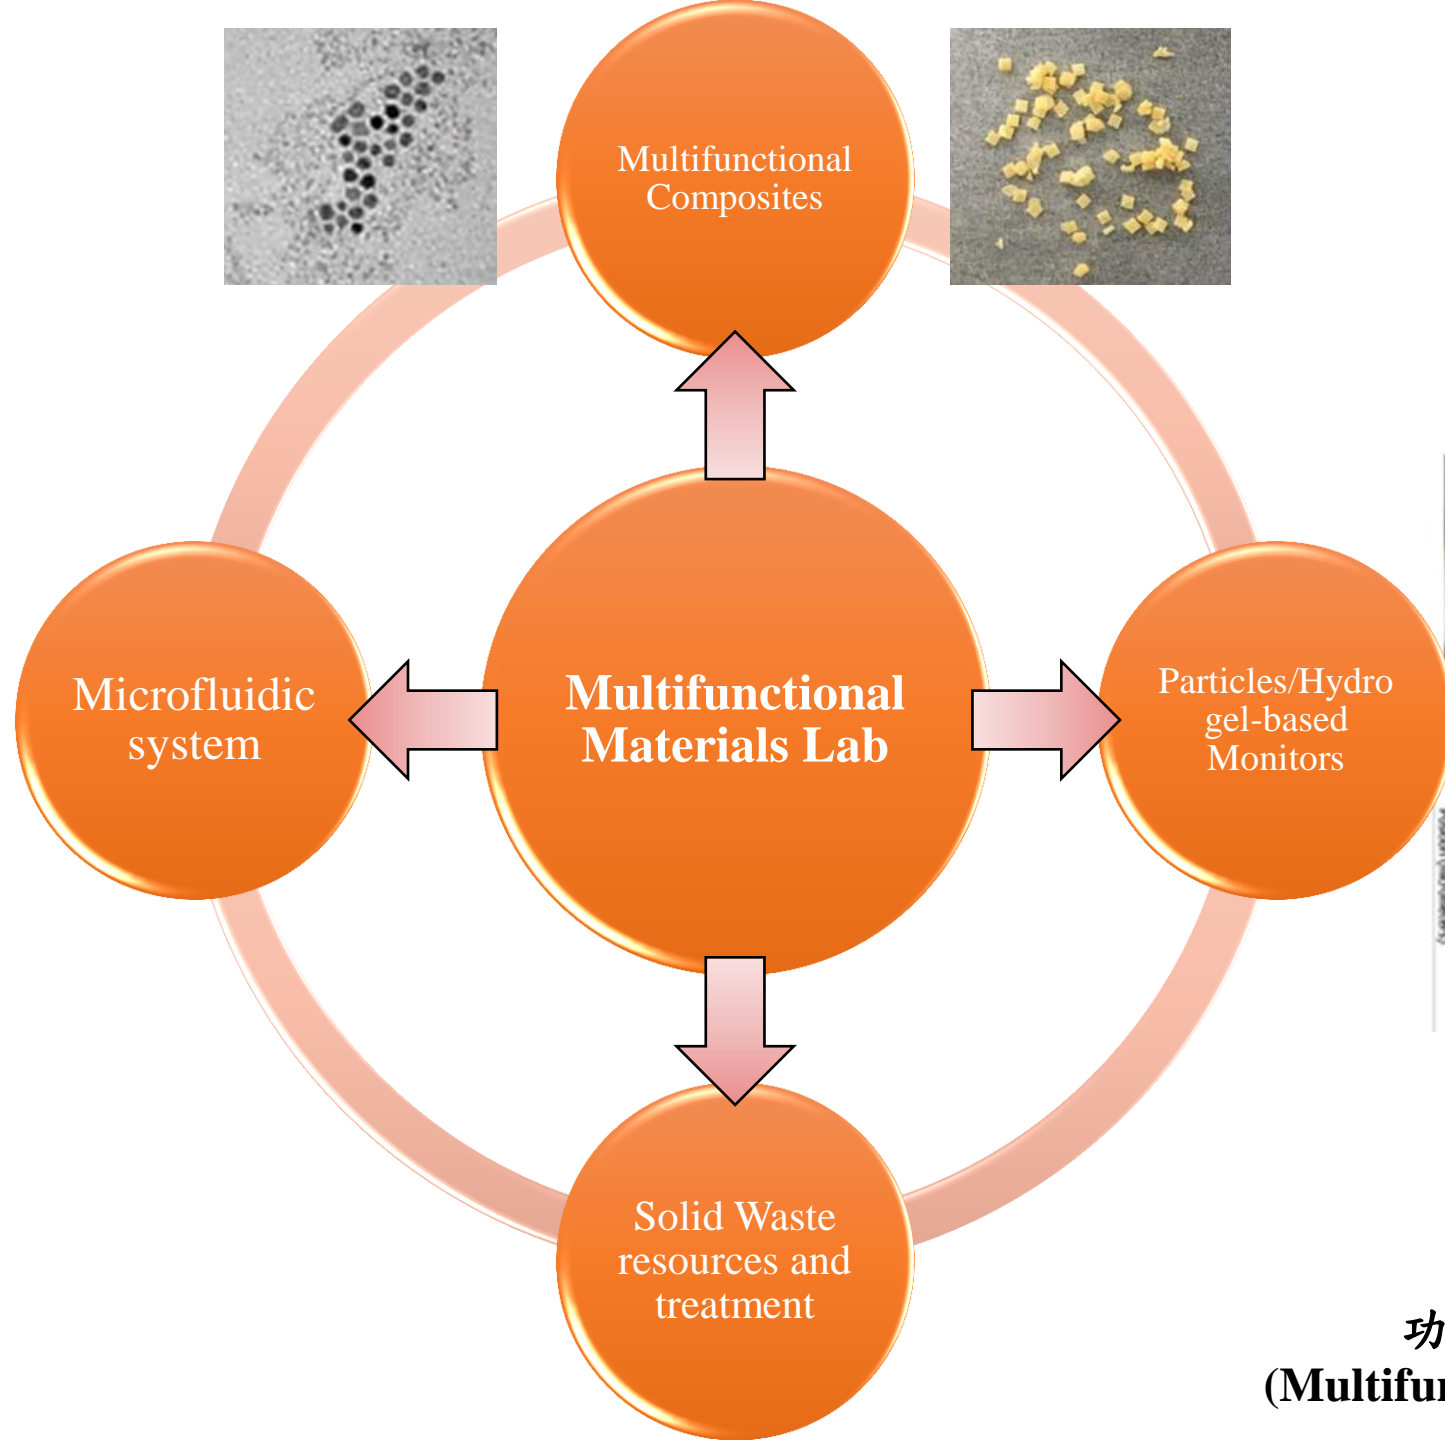 Multifunctional
Composites
Microfluidic
system
Multifunctional
Materials Lab
Particles/Hydro
gel-based
Monitors
Solid Waste
resources and
treatment
功
(Multifu